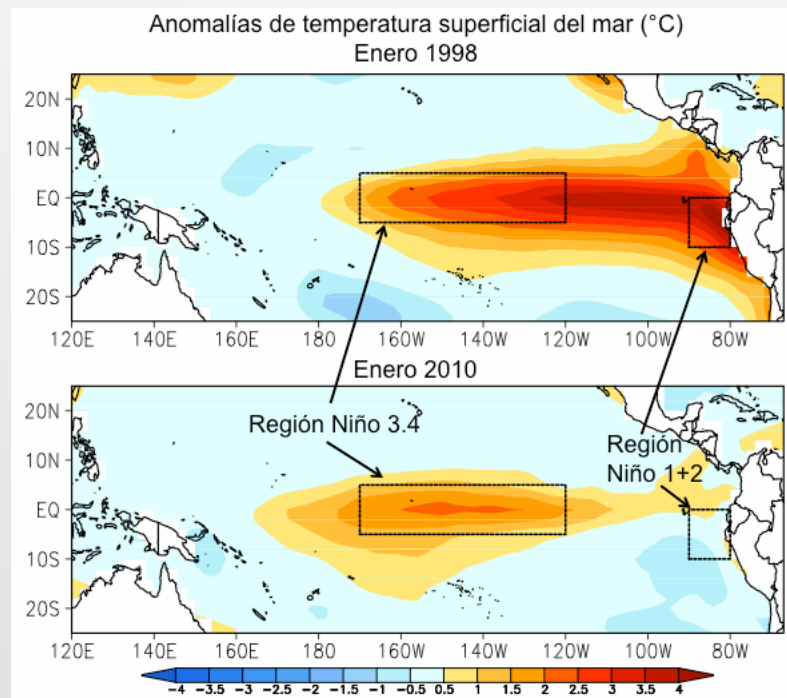 Anomalías de temperatura superficial del mar (°C)
Enero 1998
20N
10N
EQ
10S
20S
120E 140E 160E 180 160W 140W 120W 100W 80W
Enero 2010
20N
Región Niño 3.4
Región
Niño 1+2
10N
EQ
10S
20S
120E 140E 160E 180 160W 140W 120W 100W 80W
-4 -3.5 -3 -2.5 -2 -1.5 -1 -0.5 0.5 1 1.5 2 2.5 3 3.5 4